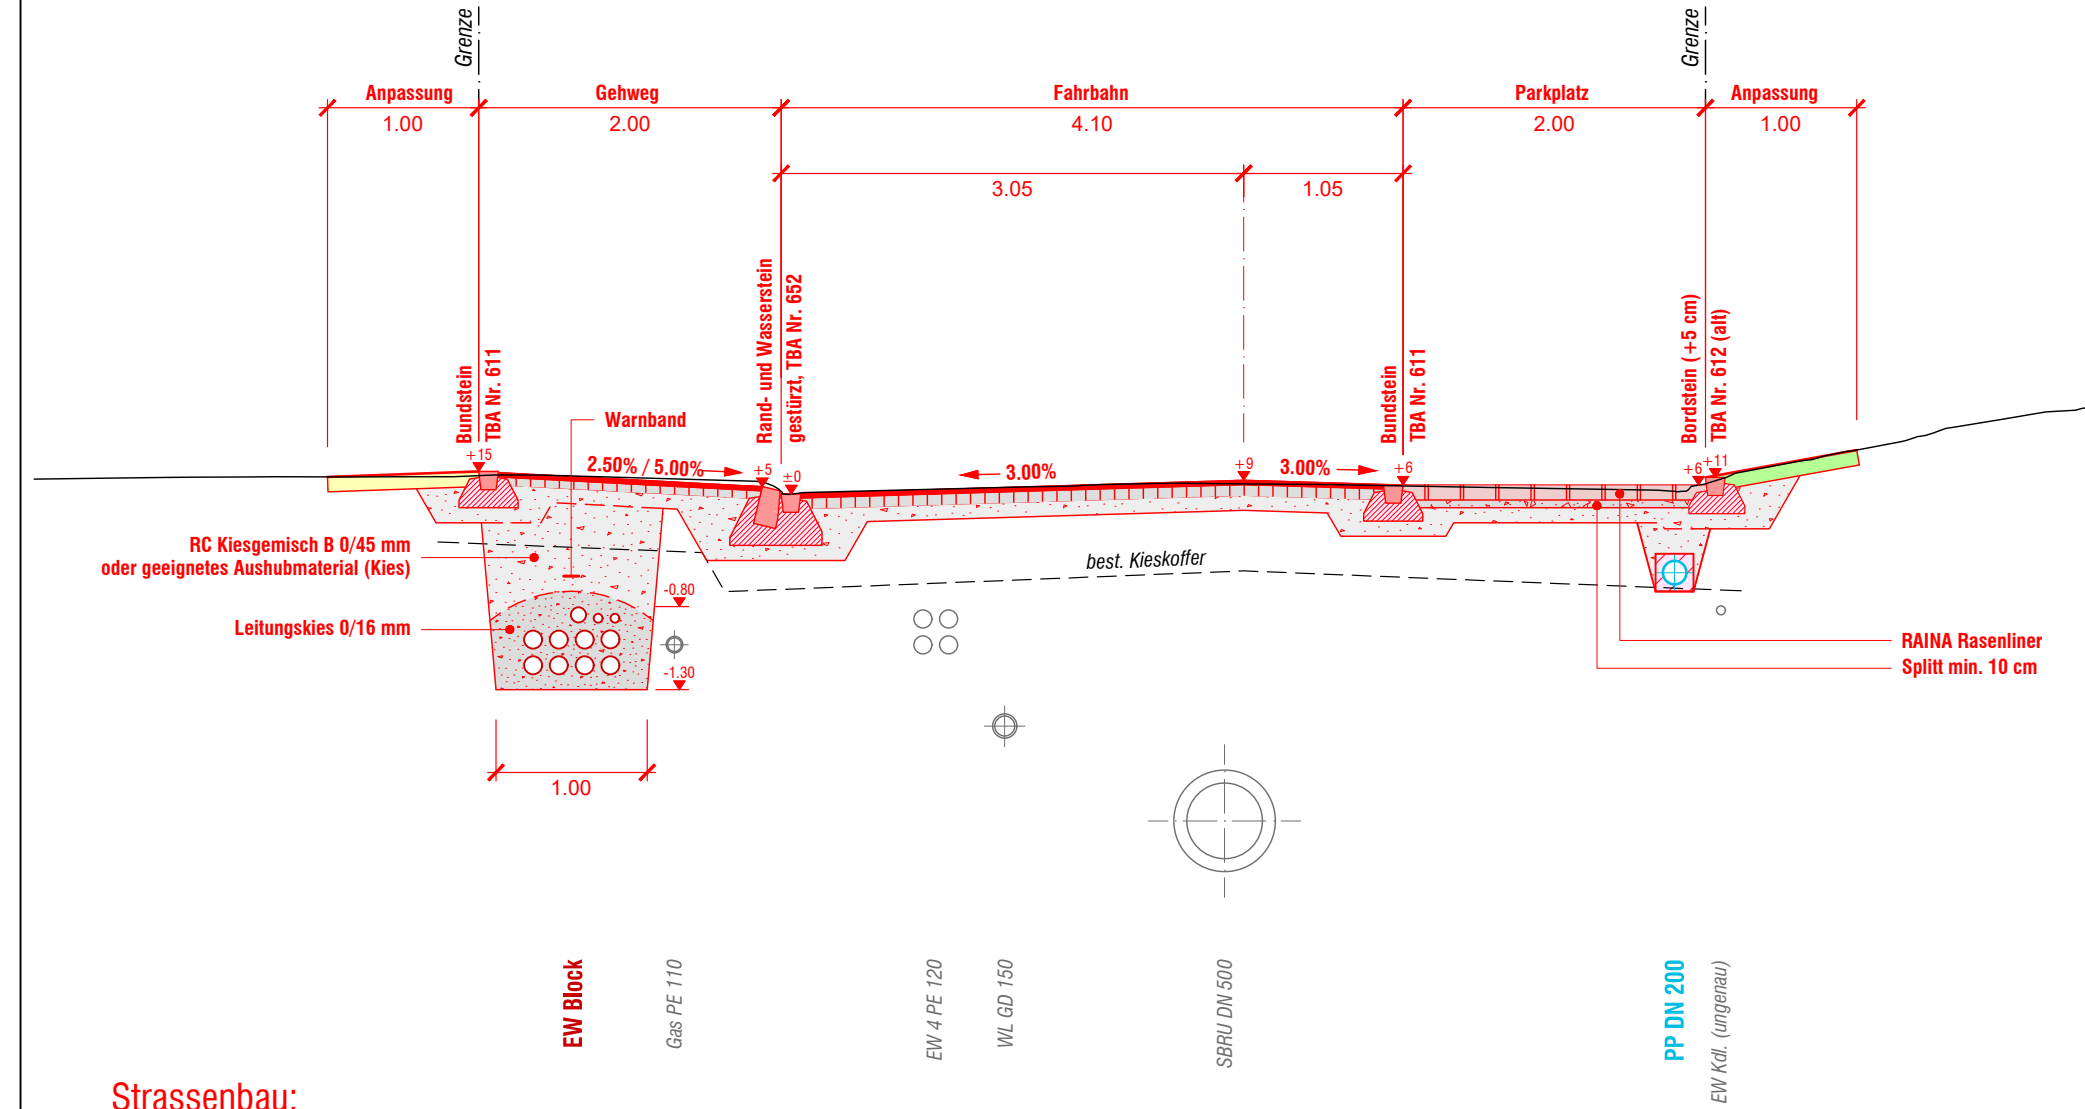 Grenze
Grenze
Anpassung
Gehweg
Fahrbahn
Parkplatz
Anpassung
1.00
2.00
4.10
2.00
1.00
3.05
1.05
Bundstein
TBA Nr. 611
Rand- und Wasserstein
gestürzt, TBA Nr. 652
Bundstein
TBA Nr. 611
Bordstein (+5 cm)
TBA Nr. 612 (alt)
Warnband
+15
2.50% / 5.00%
+5
±0
3.00%
+9
3.00%
+6
+6
+11
RC Kiesgemisch B 0/45 mm
oder geeignetes Aushubmaterial (Kies)
best. Kieskoffer
-0.80
Leitungskies 0/16 mm
-1.30
RAINA Rasenliner
Splitt min. 10 cm
1.00
EW Block
Gas PE 110
EW 4 PE 120
WL GD 150
SBRU DN 500
PP DN 200
EW Kdl. (ungenau)
Strassenbau: